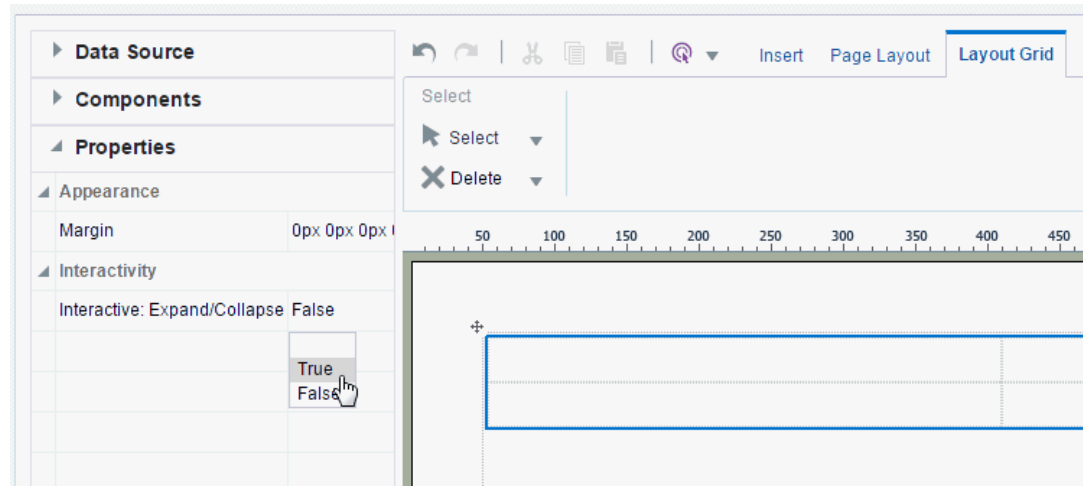 Data Source
Components
Properties
Appearance
Margin 0px 0px 0px
Interactivity
Interactive: Expand/Collapse False
True
False
Insert Page Layout Layout Grid
Select
Select
Delete
50 100 150 200 250 300 350 400 450